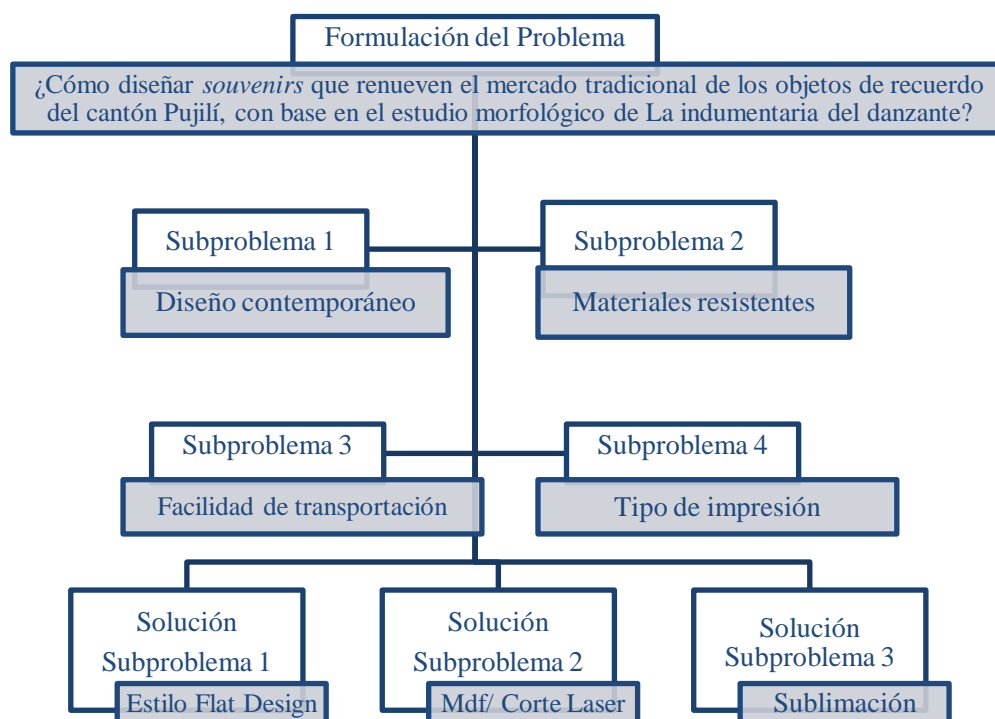 Formulación del Problema
¿Cómo diseñar souvenirs que renueven el mercado tradicional de los objetos de recuerdo
del cantón Pujilí, con base en el estudio morfológico de La indumentaria del danzante?
Subproblema 1
Diseño contemporáneo
Subproblema 2
Materiales resistentes
Subproblema 3
Facilidad de transportación
Subproblema 4
Tipo de impresión
Solución
Subproblema 1
Estilo Flat Design
Solución
Subproblema 2
Mdf/ Corte Laser
Solución
Subproblema 3
Sublimación